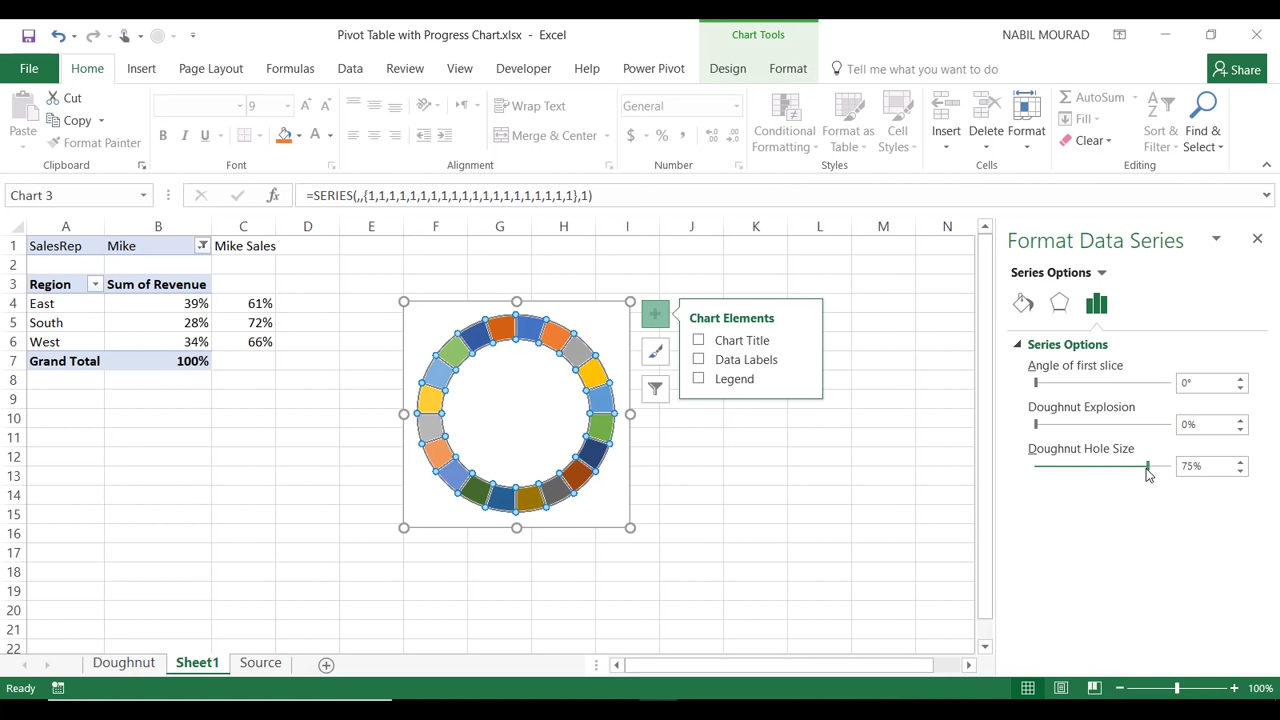 Pivot Table with Progress Chart.xlsx - Excel
Chart Tools
NABIL MOURAD
File Home Insert Page Layout Formulas Data Review View Developer Help Power Pivot Design Format Tell me what you want to do Share
Paste Cut
Copy
Format Painter
Clipboard
9
A A
B I U A
Font
ab
Wrap Text
Merge & Center
Alignment
General
$ % ,
Number
Conditional Formatting
Format as Table
Cell Styles
Styles
Insert Delete Format
Cells
AutoSum
Fill
Clear
Sort & Filter
Find & Select
Editing
Chart 3 fx =SERIES(,,{1,1,1,1,1,1,1,1,1,1,1,1,1,1,1,1,1,1,1,1},1)
A B C D E F G H I J K L M N
1 SalesRep Mike Mike Sales
2
3 Region Sum of Revenue
4 East 39% 61%
5 South 28% 72%
6 West 34% 66%
7 Grand Total 100%
8
9
10
11
12
13
14
15
16
17
18
19
20
21
22
Chart Elements
Chart Title
Data Labels
Legend
Format Data Series
Series Options
Series Options
Angle of first slice
0°
Doughnut Explosion
0%
Doughnut Hole Size
75%
Doughnut Sheet1 Source
Ready
100%